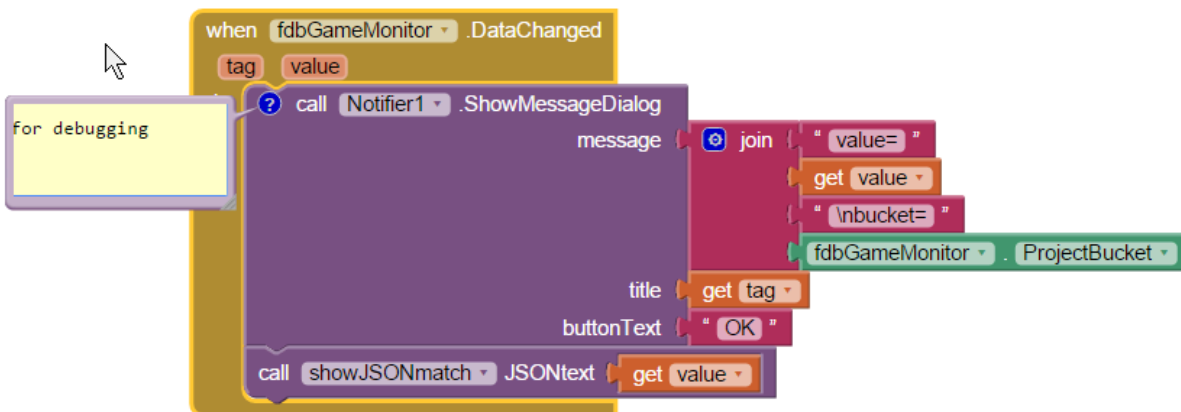 when fdbGameMonitor .DataChanged
tag value
? call Notifier1 .ShowMessageDialog
for debugging
message join " value= "
get value
" \nbucket= "
fdbGameMonitor . ProjectBucket
title get tag
buttonText " OK "
call showJSONmatch JSONtext get value